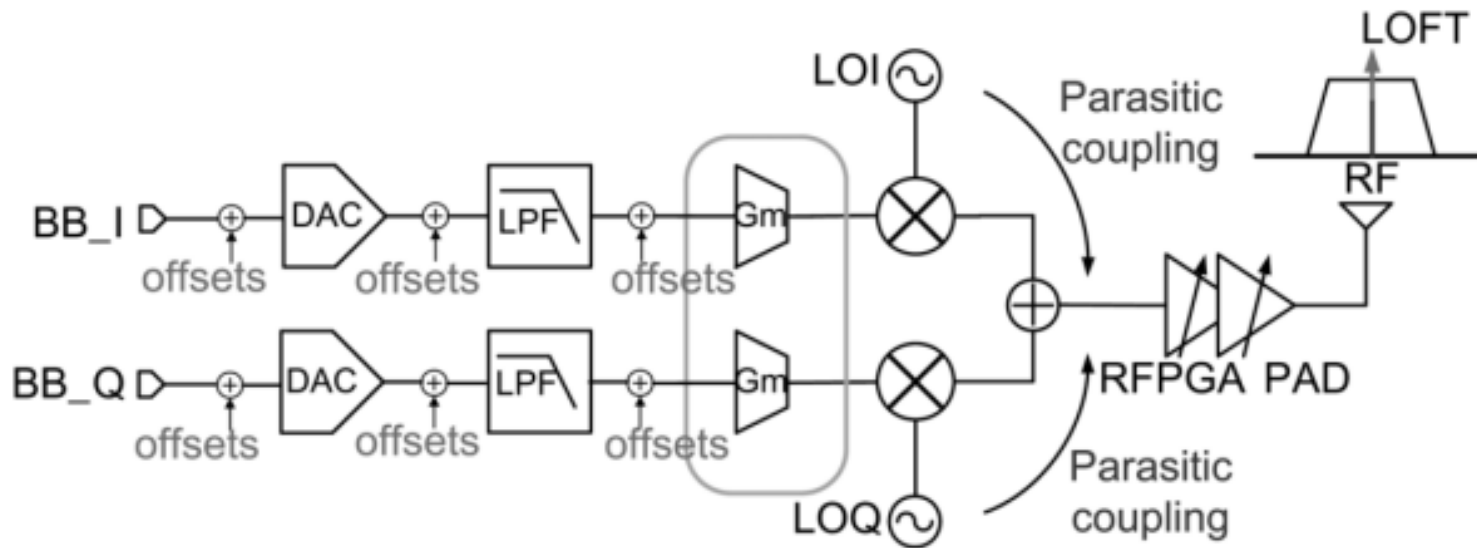 LOFT
LOI
Parasitic
coupling
RF
BB_I
DAC
LPF
Gm
offsets
offsets
offsets
BB_Q
DAC
LPF
Gm
RFPGA PAD
offsets
offsets
offsets
Parasitic
coupling
LOQ